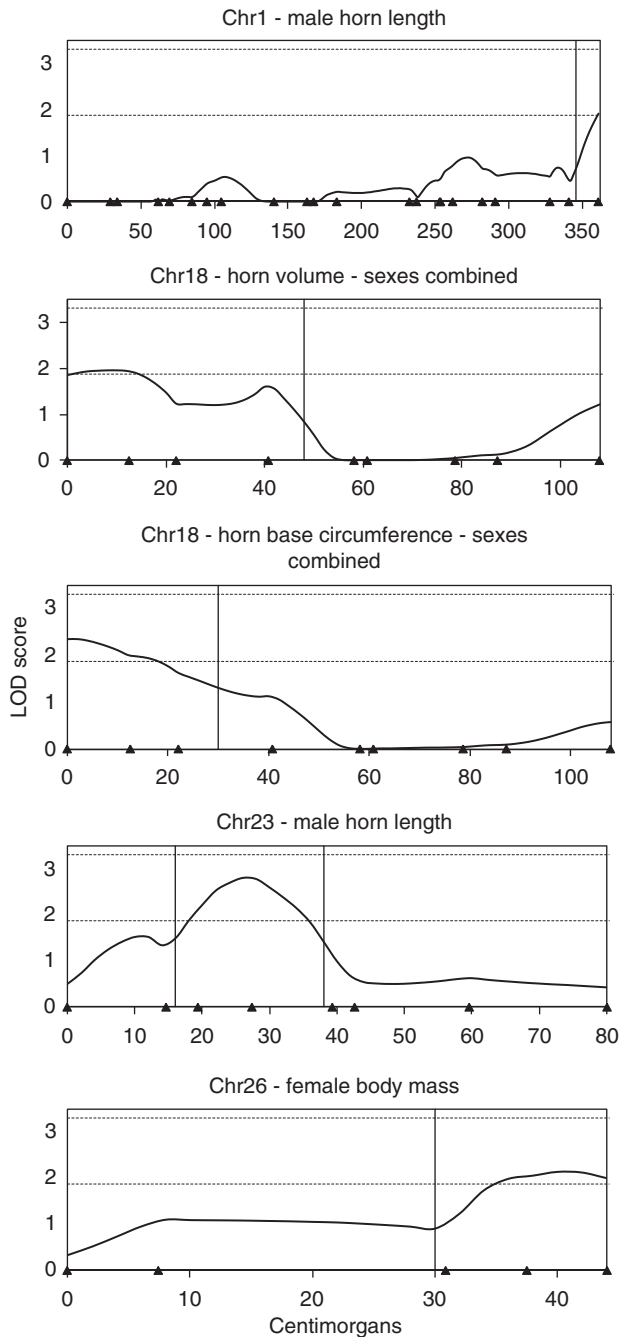 Chr1 - male horn length
3
2
1
0
0 50 100 150 200 250 300 350
Chr18 - horn volume - sexes combined
3
2
1
0
0 20 40 60 80 100
Chr18 - horn base circumference - sexes
combined
3
2
1
0
0 20 40 60 80 100
LOD score
Chr23 - male horn length
3
2
1
0
0 10 20 30 40 50 60 70 80
Chr26 - female body mass
3
2
1
0
0 10 20 30 40
Centimorgans